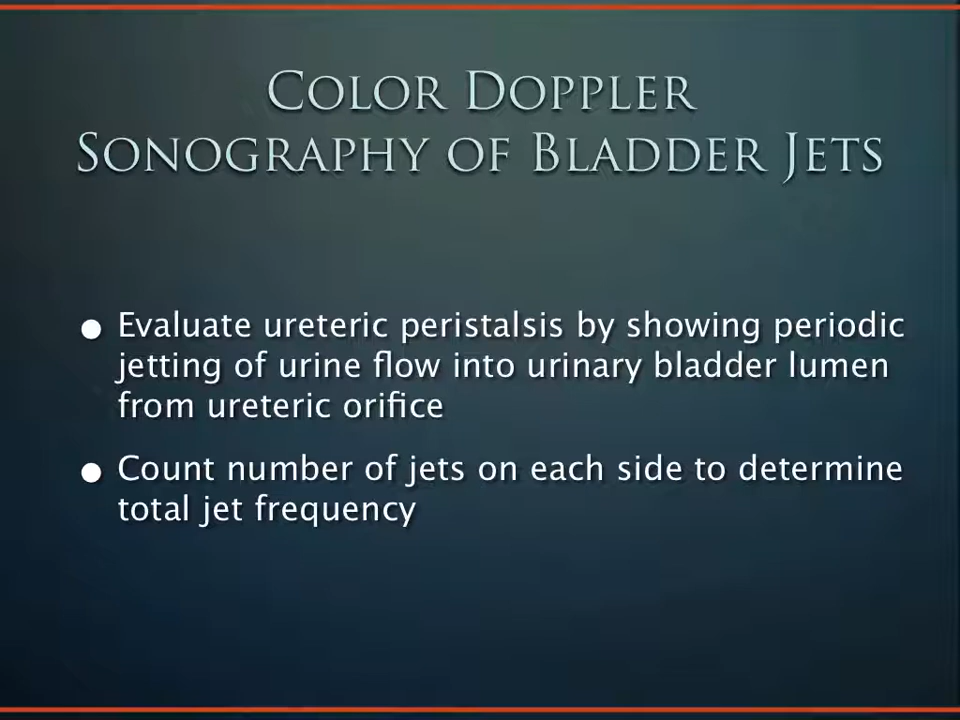 Color Doppler
Sonography of Bladder Jets
• Evaluate ureteric peristalsis by showing periodic
jetting of urine flow into urinary bladder lumen
from ureteric orifice
• Count number of jets on each side to determine
total jet frequency